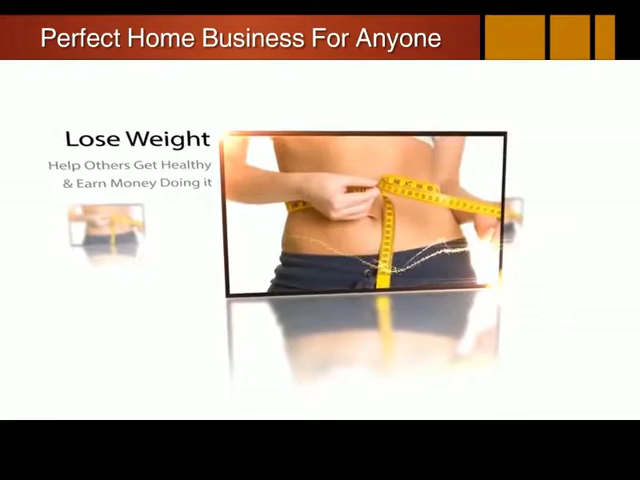 Perfect Home Business For Anyone
Lose Weight
Help Others Get Healthy
& Earn Money Doing it